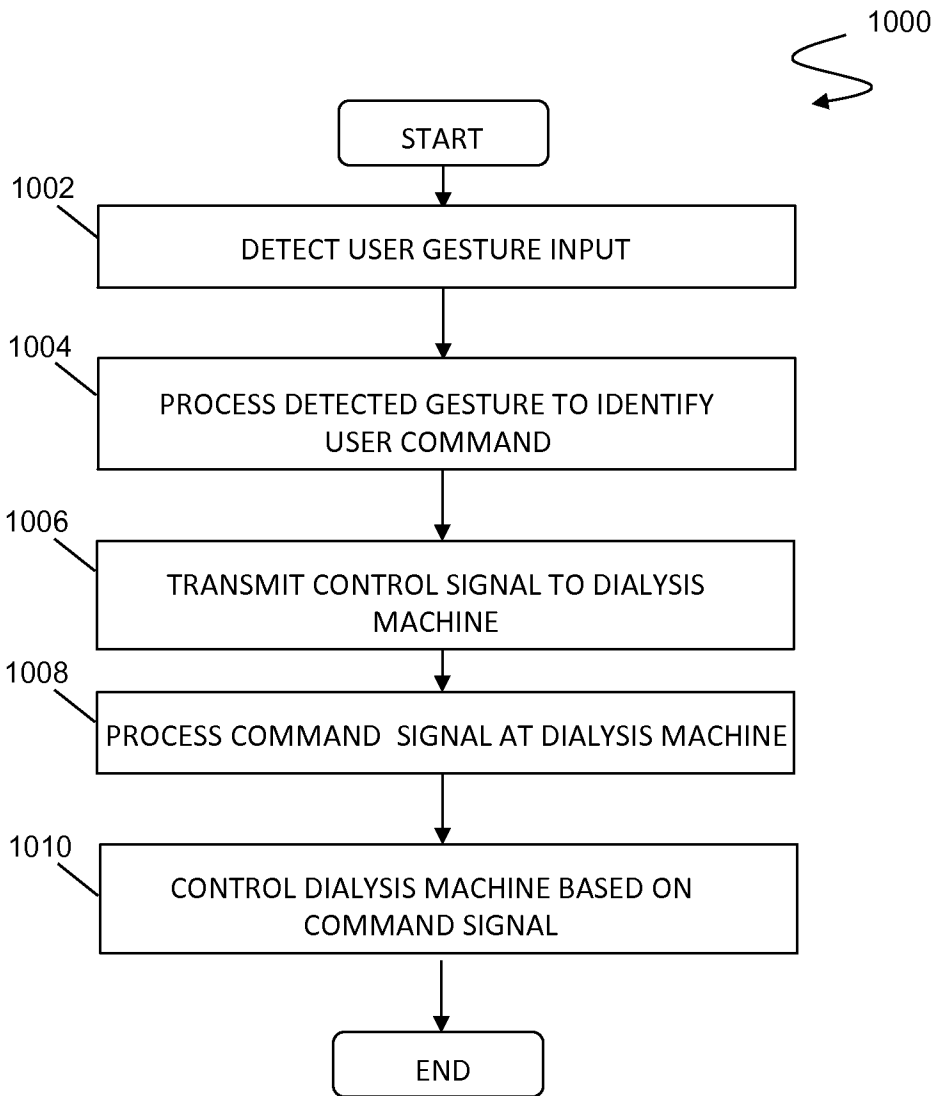 1000
START
1002
DETECT USER GESTURE INPUT
1004
PROCESS DETECTED GESTURE TO IDENTIFY
USER COMMAND
1006
TRANSMIT CONTROL SIGNAL TO DIALYSIS
MACHINE
1008
PROCESS COMMAND SIGNAL AT DIALYSIS MACHINE
1010
CONTROL DIALYSIS MACHINE BASED ON
COMMAND SIGNAL
END